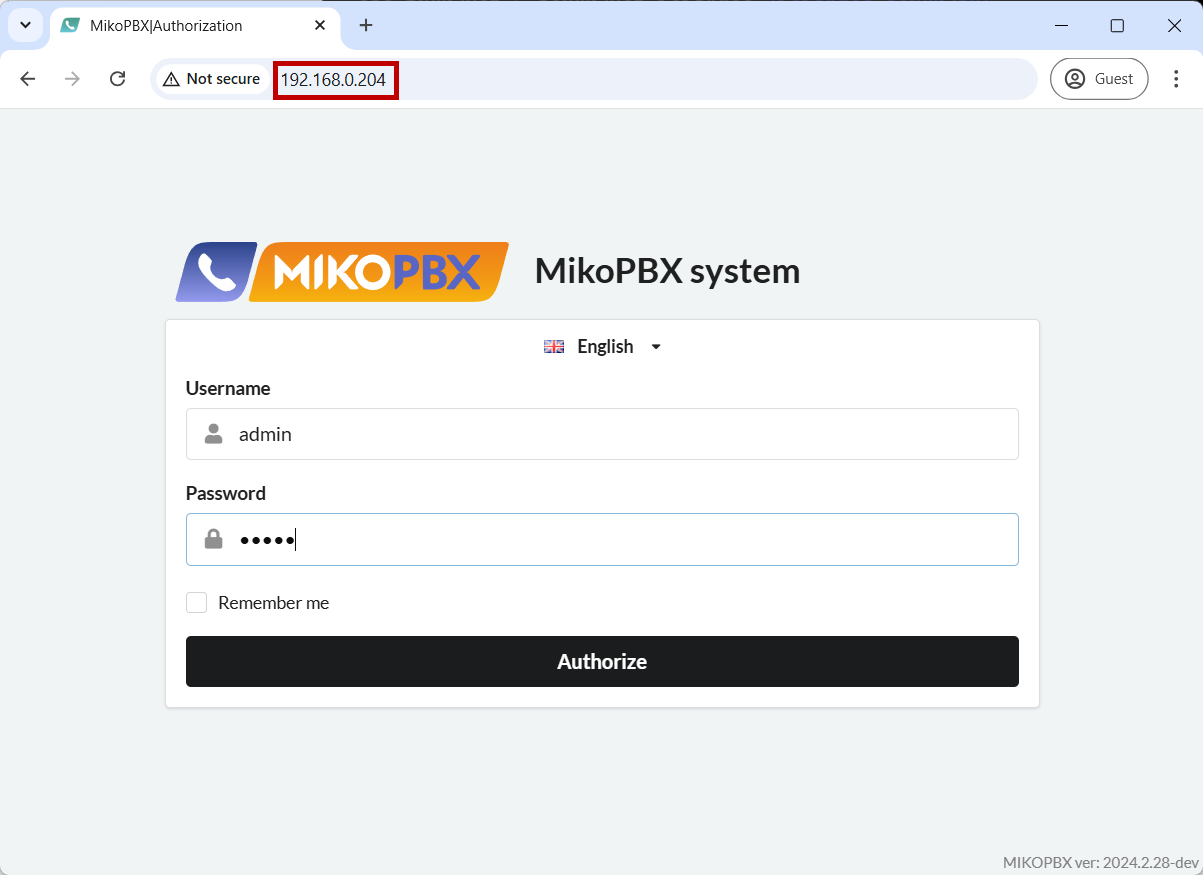 MikoPBX|Authorization
Not secure
192.168.0.204
Guest
MIKOPBX
MikoPBX system
English
Username
admin
Password
•••••
Remember me
Authorize
MIKOPBX ver: 2024.2.28-dev